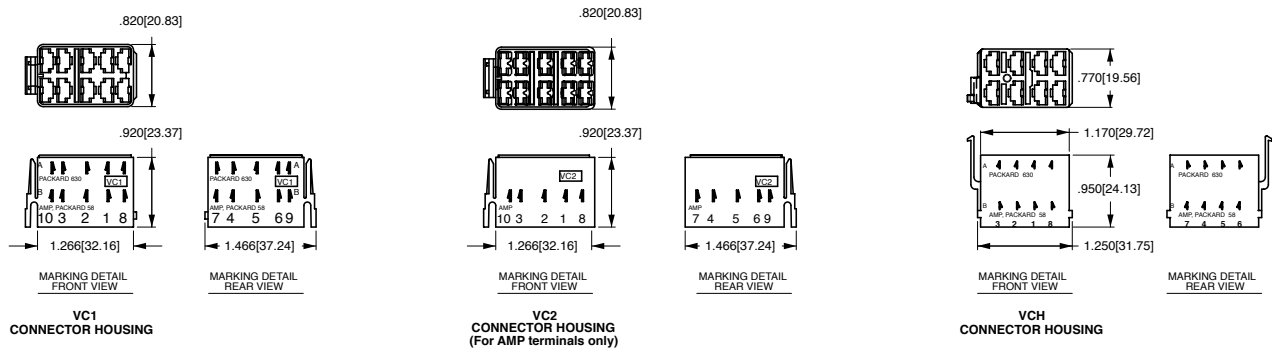 .820[20.83]
.920[23.37]
A
PACKARD 630
VC1
B
AMP, PACKARD 58
10 3 2 1 8
1.266[32.16]
MARKING DETAIL
FRONT VIEW
A
PACKARD 630
VC1
B
AMP, PACKARD 58
7 4 5 6 9
1.466[37.24]
MARKING DETAIL
REAR VIEW
VC1
CONNECTOR HOUSING
.820[20.83]
.920[23.37]
VC2
AMP
10 3 2 1 8
1.266[32.16]
MARKING DETAIL
FRONT VIEW
VC2
AMP
7 4 5 6 9
1.466[37.24]
MARKING DETAIL
REAR VIEW
VC2
CONNECTOR HOUSING
(For AMP terminals only)
.770[19.56]
1.170[29.72]
A
PACKARD 630
.950[24.13]
B
AMP, PACKARD 58
3 2 1 8
1.250[31.75]
MARKING DETAIL
FRONT VIEW
A
PACKARD 630
B
AMP, PACKARD 58
7 4 5 6
MARKING DETAIL
REAR VIEW
VCH
CONNECTOR HOUSING